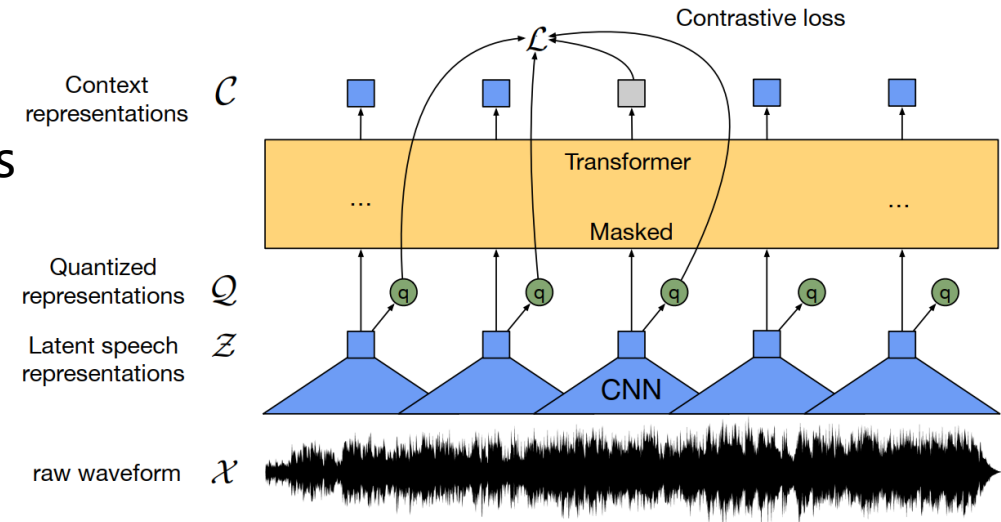 Contrastive loss
ℒ
Context
representations
𝒞
s
Transformer
...
...
Masked
Quantized
representations
𝒬
q
q
q
q
q
Latent speech
representations
𝒵
CNN
raw waveform
𝒳